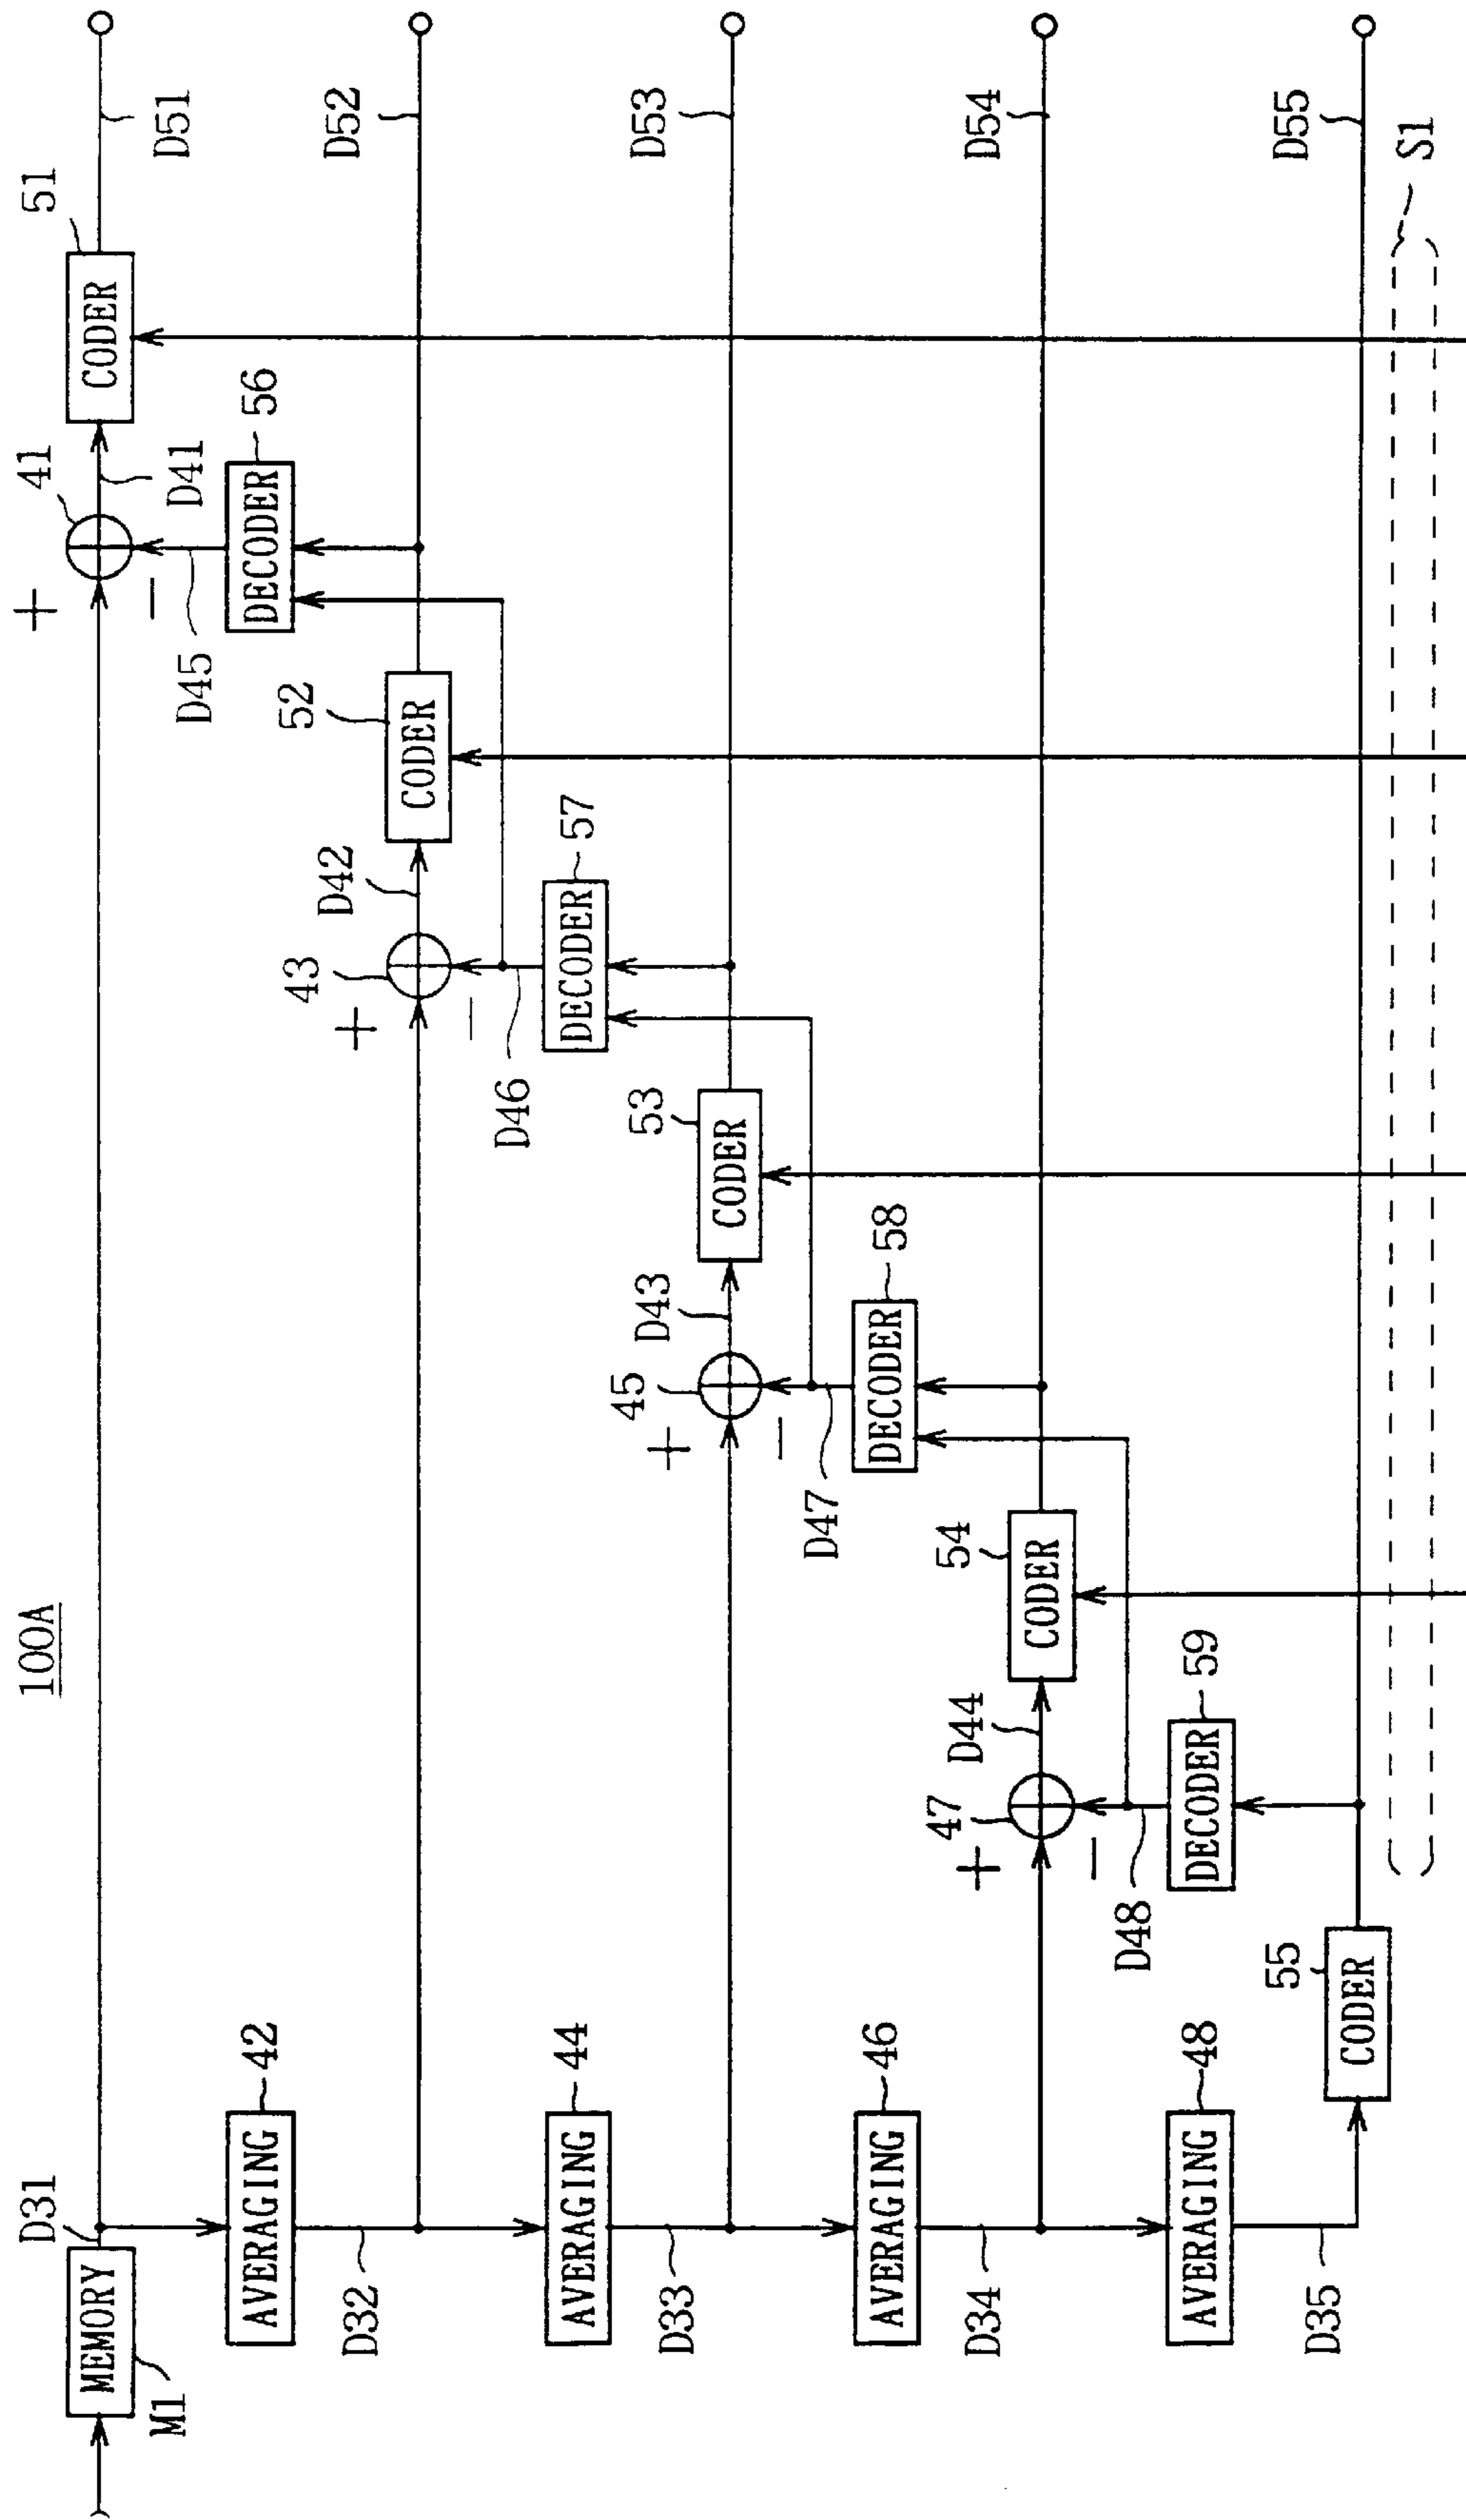 100A
D31
MEMORY
M1
41
+
−
D41
CODER
51
D51
D45
DECODER
56
AVERAGING
42
D32
43
+
−
D42
CODER
52
D52
D46
DECODER
57
AVERAGING
44
D33
45
+
−
D43
CODER
53
D53
D47
DECODER
58
AVERAGING
46
D34
47
+
−
D44
CODER
54
D54
D48
DECODER
59
AVERAGING
48
D35
CODER
55
D55
S1